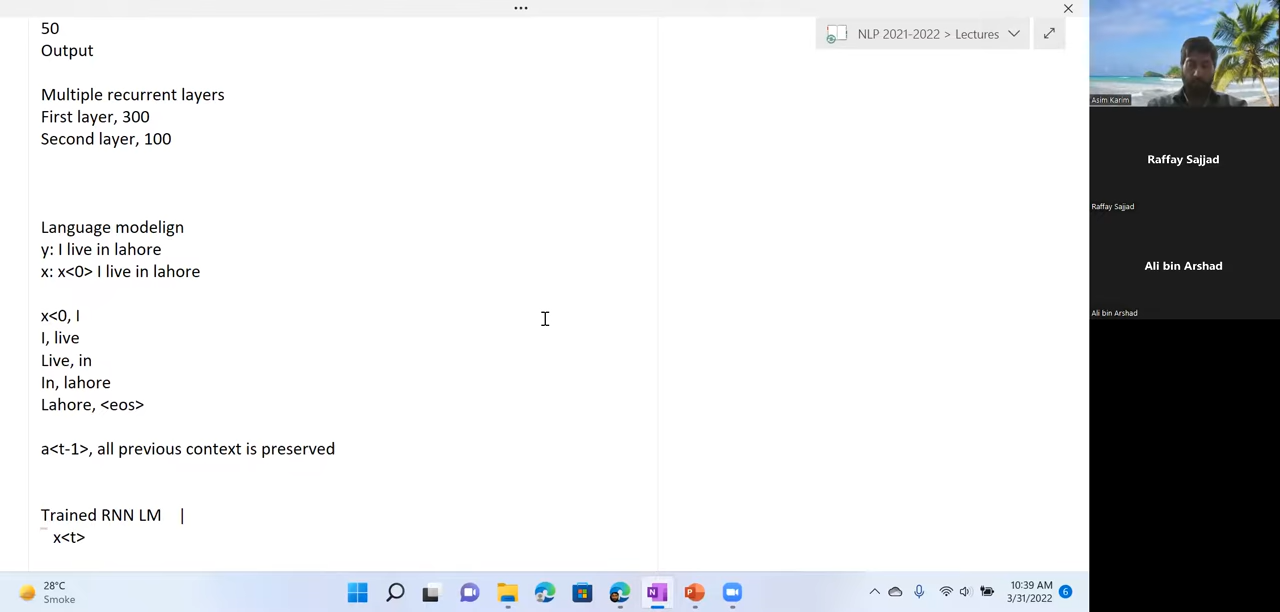 50
Output
Multiple recurrent layers
First layer, 300
Second layer, 100
Language modelign
y: I live in lahore
x: x<0> I live in lahore
x<0, I
I, live
Live, in
In, lahore
Lahore, <eos>
a<t-1>, all previous context is preserved
Trained RNN LM
x<t>
NLP 2021-2022 > Lectures
Asim Karim
Raffay Sajjad
Raffay Sajjad
Ali bin Arshad
Ali bin Arshad
28°C
Smoke
10:39 AM
3/31/2022
6